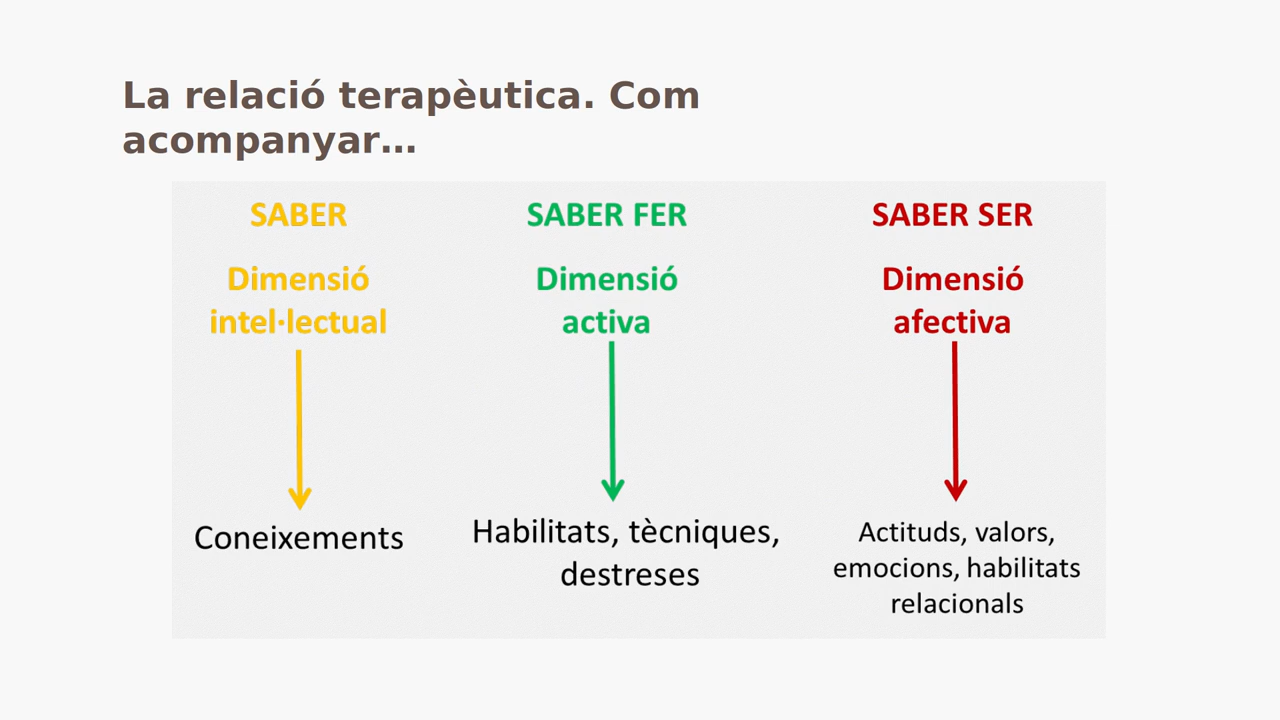 La relació terapèutica. Com
acompanyar…
SABER
Dimensió
intel·lectual
Coneixements
SABER FER
Dimensió
activa
Habilitats, tècniques,
destreses
SABER SER
Dimensió
afectiva
Actituds, valors,
emocions, habilitats
relacionals